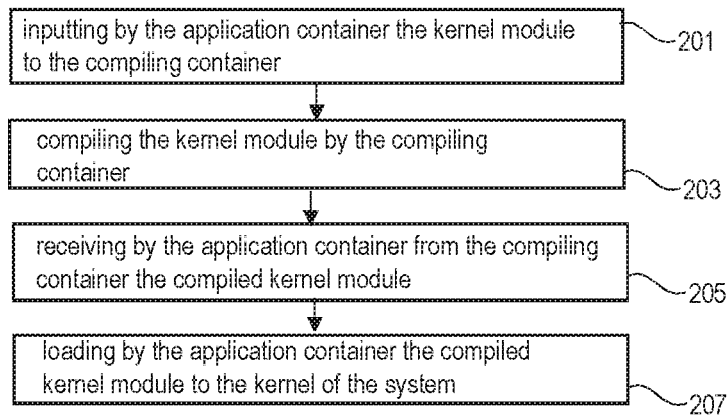 inputting by the application container the kernel module
to the compiling container
201
compiling the kernel module by the compiling
container
203
receiving by the application container from the compiling
container the compiled kernel module
205
loading by the application container the compiled
kernel module to the kernel of the system
207